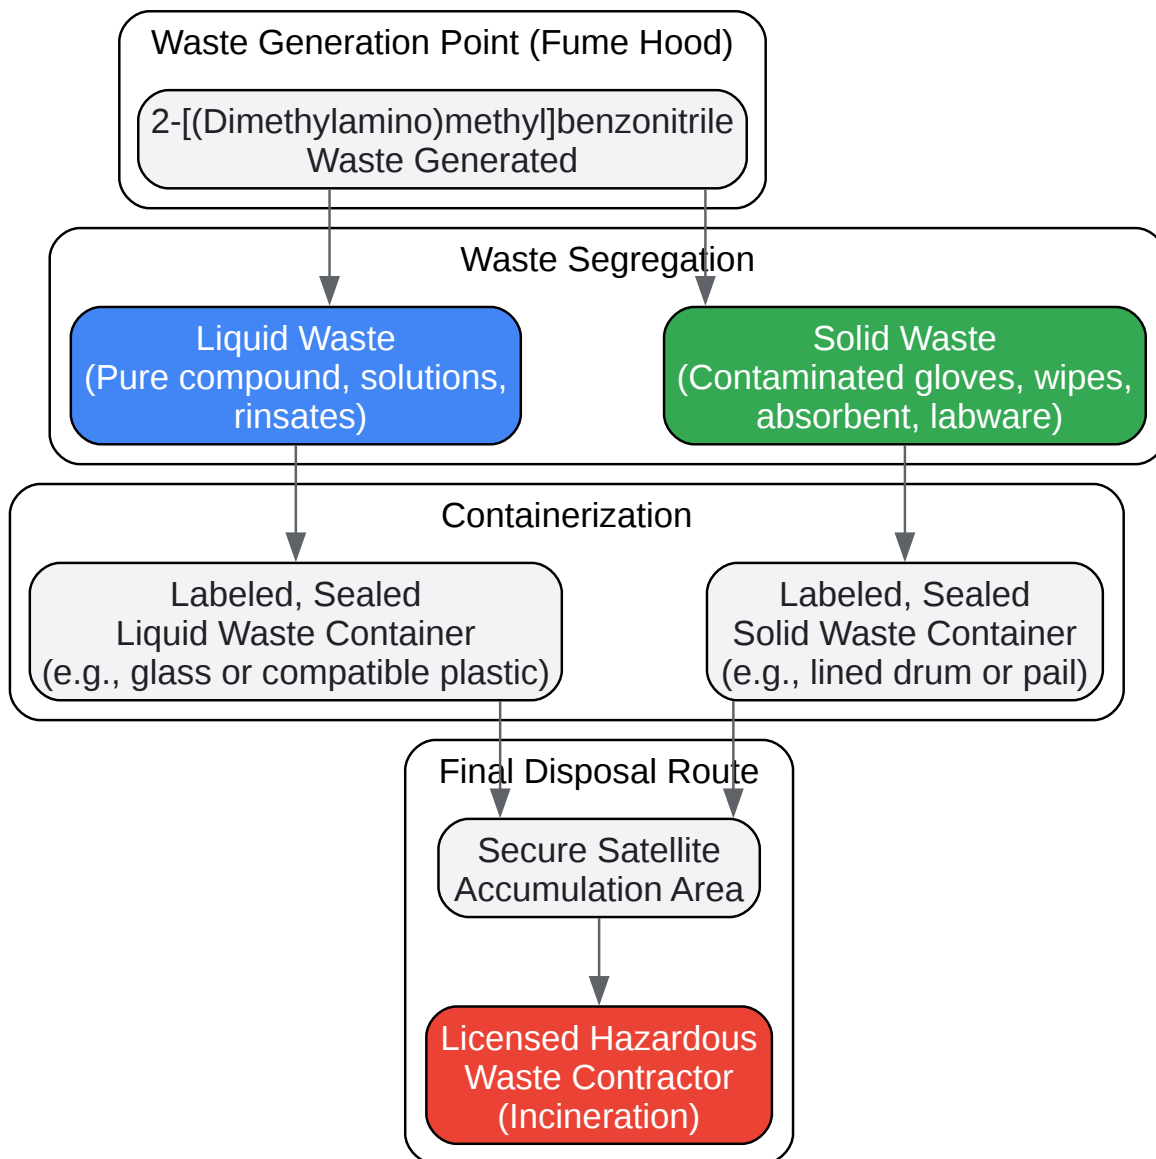 Waste Generation Point (Fume Hood)
2-[(Dimethylamino)methyl]benzonitrile
Waste Generated
Waste Segregation
Liquid Waste
(Pure compound, solutions,
rinsates)
Solid Waste
(Contaminated gloves, wipes,
absorbent, labware)
Containerization
Labeled, Sealed
Liquid Waste Container
(e.g., glass or compatible plastic)
Labeled, Sealed
Solid Waste Container
(e.g., lined drum or pail)
Final Disposal Route
Secure Satellite
Accumulation Area
Licensed Hazardous
Waste Contractor
(Incineration)